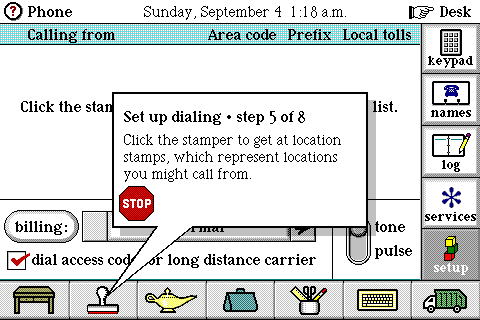 Phone
Sunday, September 4 1:18 a.m.
Desk
Calling from
Area code
Prefix
Local tolls
keypad
names
log
services
setup
Click the stam
list.
Set up dialing • step 5 of 8
Click the stamper to get at location
stamps, which represent locations
you might call from.
STOP
billing:
rmal
tone
pulse
dial access cod
or long distance carrier